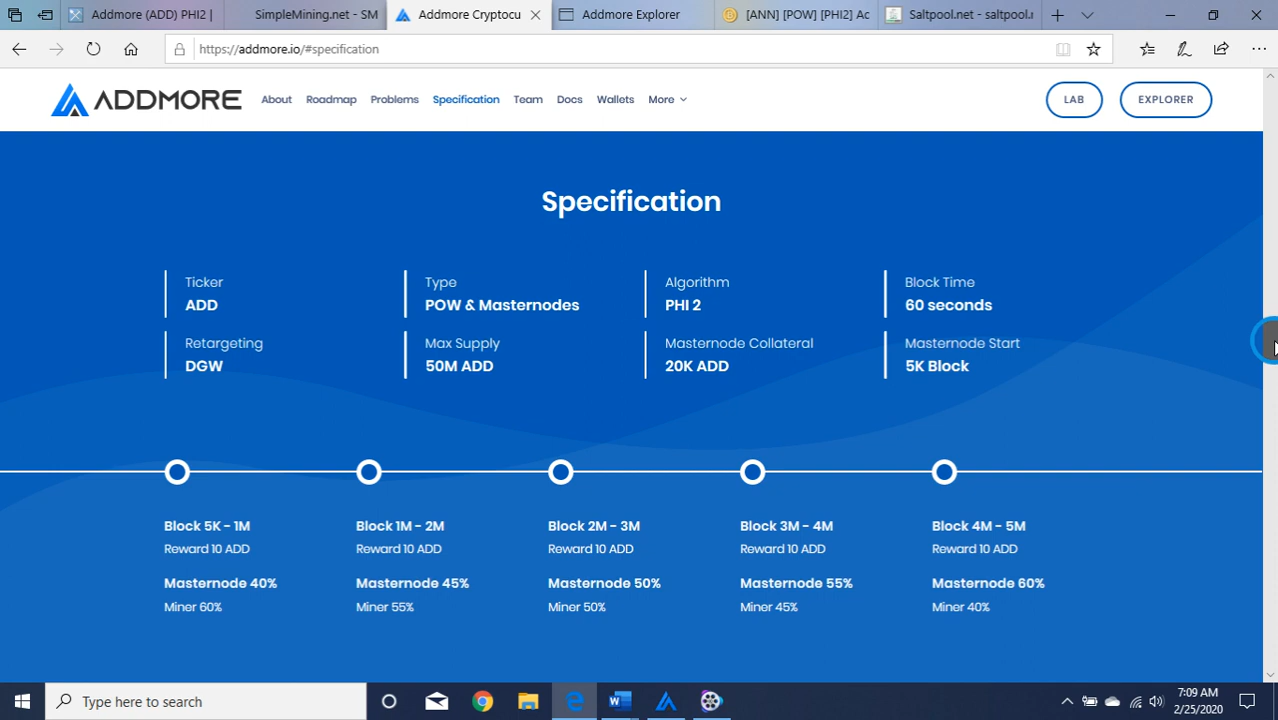 Addmore (ADD) PHI2 |
SimpleMining.net - SM
Addmore Cryptocu
Addmore Explorer
[ANN] [POW] [PHI2] Ac
Saltpool.net - saltpool.r
https://addmore.io/#specification
ADDMORE
About
Roadmap
Problems
Specification
Team
Docs
Wallets
More
LAB
EXPLORER
Specification
Ticker
ADD
Type
POW & Masternodes
Algorithm
PHI 2
Block Time
60 seconds
Retargeting
DGW
Max Supply
50M ADD
Masternode Collateral
20K ADD
Masternode Start
5K Block
Block 5K - 1M
Reward 10 ADD
Masternode 40%
Miner 60%
Block 1M - 2M
Reward 10 ADD
Masternode 45%
Miner 55%
Block 2M - 3M
Reward 10 ADD
Masternode 50%
Miner 50%
Block 3M - 4M
Reward 10 ADD
Masternode 55%
Miner 45%
Block 4M - 5M
Reward 10 ADD
Masternode 60%
Miner 40%
Type here to search
7:09 AM
2/25/2020